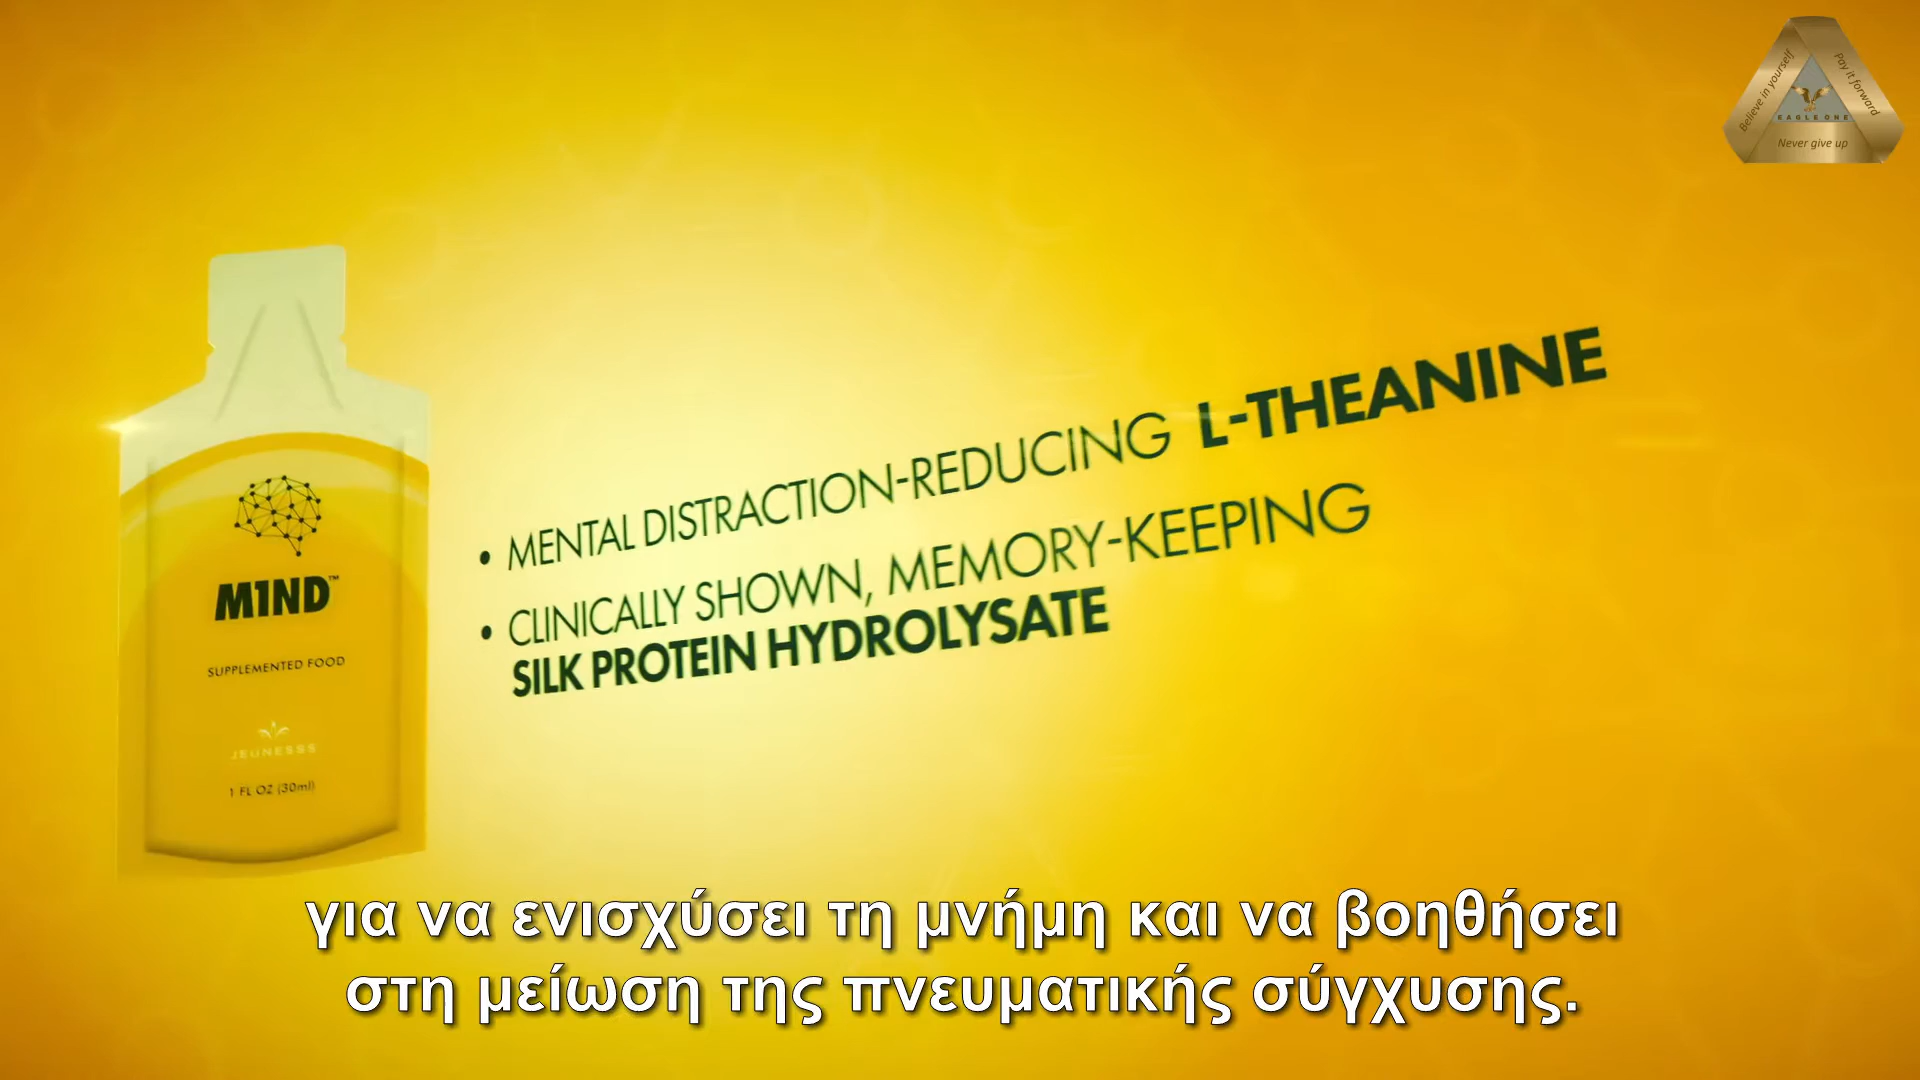 Believe in yourself
Pay it forward
EAGLE ONE
Never give up
• MENTAL DISTRACTION-REDUCING L-THEANINE
• CLINICALLY SHOWN, MEMORY-KEEPING
SILK PROTEIN HYDROLYSATE
M1ND™
SUPPLEMENTED FOOD
JEUNESSE
1 FL OZ (30ml)
για να ενισχύσει τη μνήμη και να βοηθήσει
στη μείωση της πνευματικής σύγχυσης.